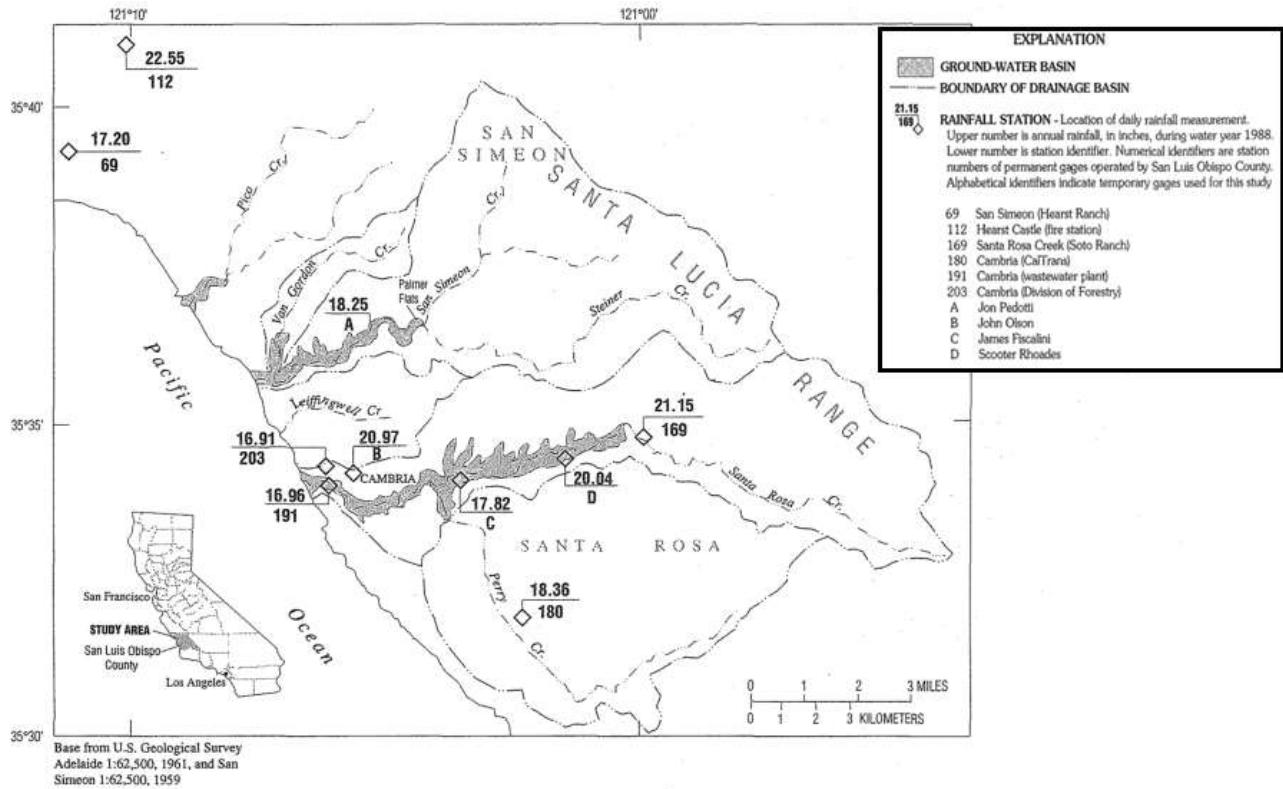 121°10'
121°00'
22.55
112
35°40'
17.20
69
Pico Cr.
SAN
SIMEON
Cr.
SANTA
LUCIA
RANGE
Van Gordon Cr.
Palmer
Flats
San Simeon
Steiner Cr.
18.25
A
Pacific
Ocean
Leiffingwell Cr
35°35'
16.91
203
20.97
B
CAMBRIA
21.15
169
16.96
191
17.82
C
20.04
D
Santa Rosa Cr.
SANTA ROSA
Perry
Cr.
18.36
180
San Francisco
STUDY AREA
San Luis Obispo
County
Los Angeles
0 1 2 3 MILES
0 1 2 3 KILOMETERS
35°30'
Base from U.S. Geological Survey
Adelaide 1:62,500, 1961, and San
Simeon 1:62,500, 1959
EXPLANATION
GROUND-WATER BASIN
BOUNDARY OF DRAINAGE BASIN
21.15
169
RAINFALL STATION - Location of daily rainfall measurement.
Upper number is annual rainfall, in inches, during water year 1988.
Lower number is station identifier. Numerical identifiers are station
numbers of permanent gages operated by San Luis Obispo County.
Alphabetical identifiers indicate temporary gages used for this study
69 San Simeon (Hearst Ranch)
112 Hearst Castle (fire station)
169 Santa Rosa Creek (Soto Ranch)
180 Cambria (CalTrans)
191 Cambria (wastewater plant)
203 Cambria (Division of Forestry)
A Jon Pedotti
B John Olson
C James Fiscalini
D Scooter Rhoades